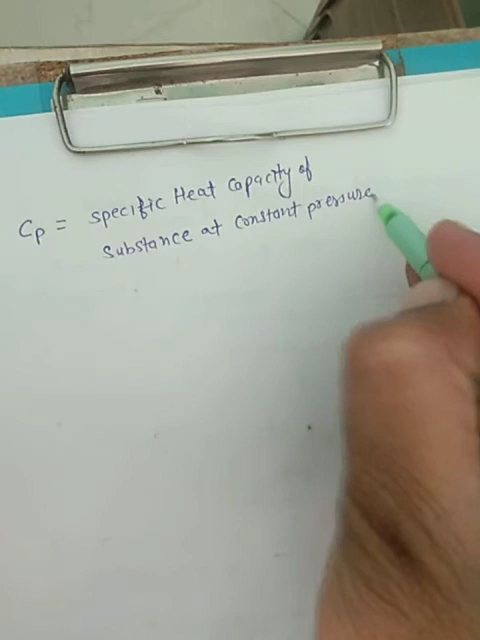 Cp = specific Heat Capacity of
Substance at Constant pressure